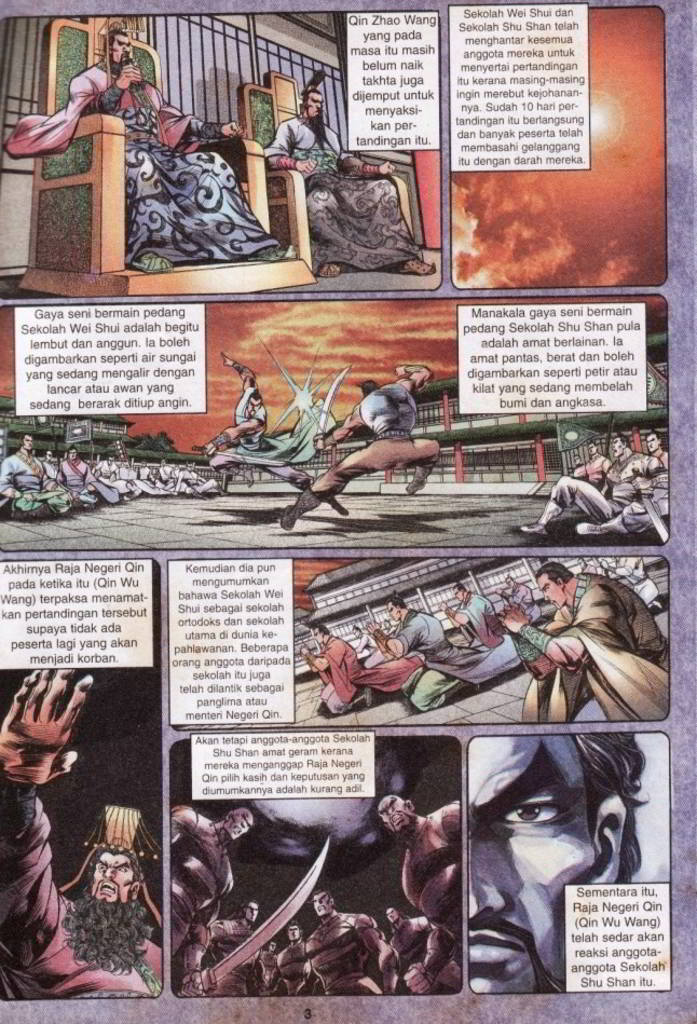 Qin Zhao Wang
yang pada
masa itu masih
belum naik
takhta juga
dijemput untuk
menyaksi-
kan per-
tandingan itu.
Sekolah Wei Shui dan
Sekolah Shu Shan telah
menghantar kesemua
anggota mereka untuk
menyertai pertandingan
itu kerana masing-masing
ingin merebut kejohanan-
nya. Sudah 10 hari per-
tandingan itu berlangsung
dan banyak peserta telah
membasahi gelanggang
itu dengan darah mereka.
Gaya seni bermain pedang
Sekolah Wei Shui adalah begitu
lembut dan anggun. Ia boleh
digambarkan seperti air sungai
yang sedang mengalir dengan
lancar atau awan yang
sedang berarak ditiup angin.
Manakala gaya seni bermain
pedang Sekolah Shu Shan pula
adalah amat berlainan. Ia
amat pantas, berat dan boleh
digambarkan seperti petir atau
kilat yang sedang membelah
bumi dan angkasa.
Akhirnya Raja Negeri Qin
pada ketika itu (Qin Wu
Wang) terpaksa menamat-
kan pertandingan tersebut
supaya tidak ada
peserta lagi yang akan
menjadi korban.
Kemudian dia pun
mengumumkan
bahawa Sekolah Wei
Shui sebagai sekolah
ortodoks dan sekolah
utama di dunia ke-
pahlawanan. Beberapa
orang anggota daripada
sekolah itu juga
telah dilantik sebagai
panglima atau
menteri Negeri Qin.
Akan tetapi anggota-anggota Sekolah
Shu Shan amat geram kerana
mereka menganggap Raja Negeri
Qin pilih kasih dan keputusan yang
diumumkannya adalah kurang adil.
Sementara itu,
Raja Negeri Qin
(Qin Wu Wang)
telah sedar akan
reaksi anggota-
anggota Sekolah
Shu Shan itu.
3